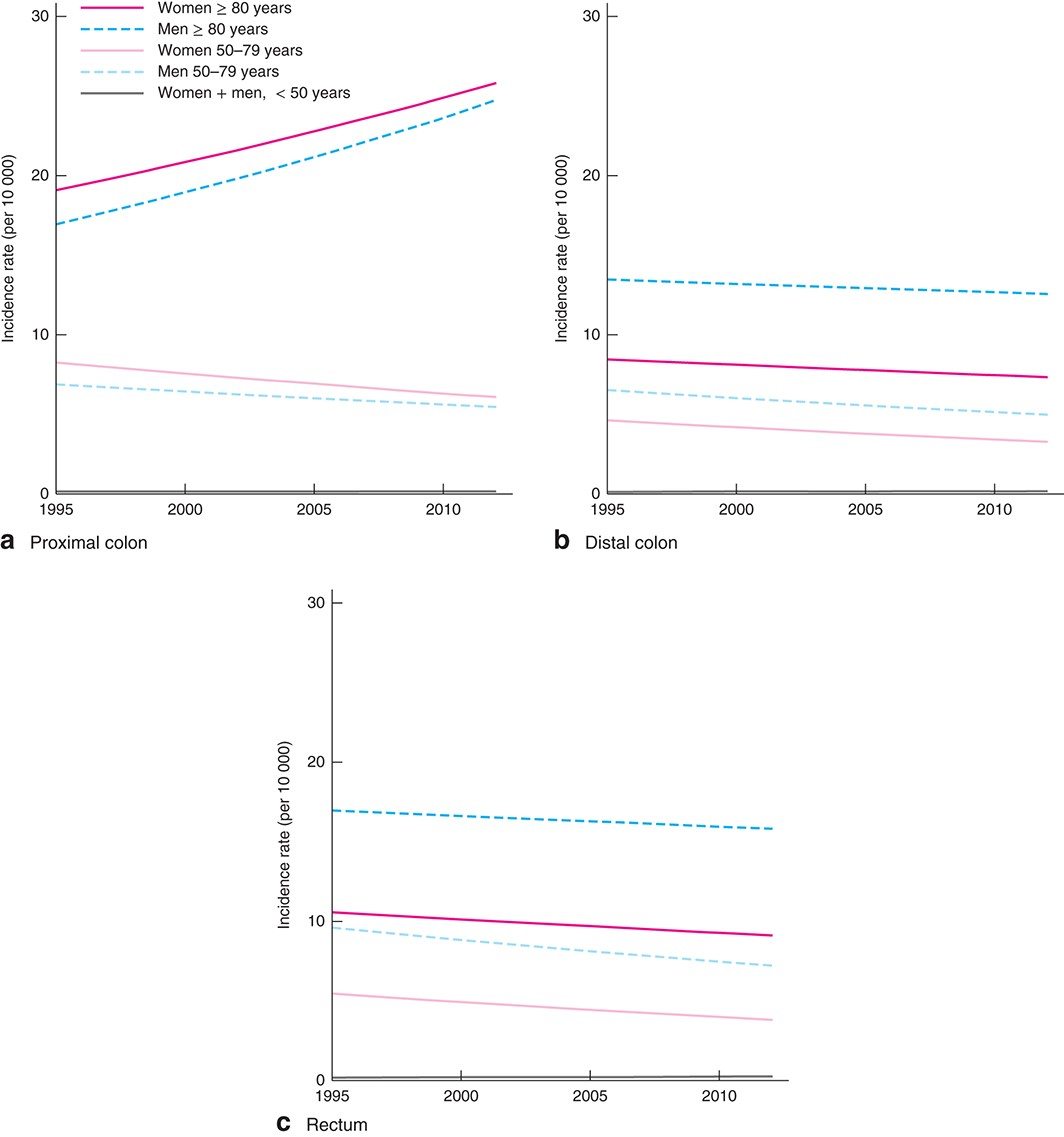 Women ≥ 80 years
Men ≥ 80 years
Women 50–79 years
Men 50–79 years
Women + men, < 50 years
Incidence rate (per 10 000)
30
20
10
0
1995 2000 2005 2010
a Proximal colon
Incidence rate (per 10 000)
30
20
10
0
1995 2000 2005 2010
b Distal colon
Incidence rate (per 10 000)
30
20
10
0
1995 2000 2005 2010
c Rectum